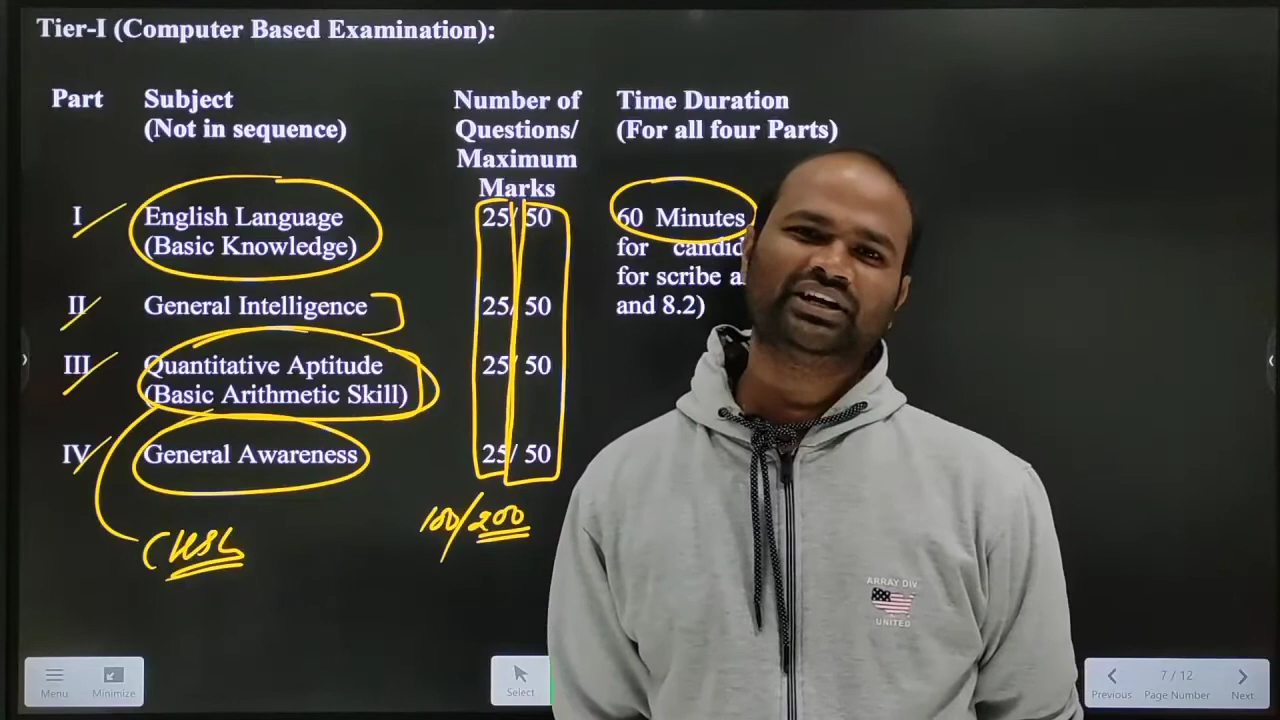 Tier-I (Computer Based Examination):
Part Subject (Not in sequence) Number of Questions/ Maximum Marks Time Duration (For all four Parts)
I English Language (Basic Knowledge) 25/ 50 60 Minutes
for candid
for scribe a
and 8.2)
II General Intelligence 25/ 50
III Quantitative Aptitude (Basic Arithmetic Skill) 25/ 50
IV General Awareness 25/ 50
100/200
CHSL
ARRAY DIV.
UNITED
Menu
Minimize
Select
Previous
7 / 12
Page Number
Next